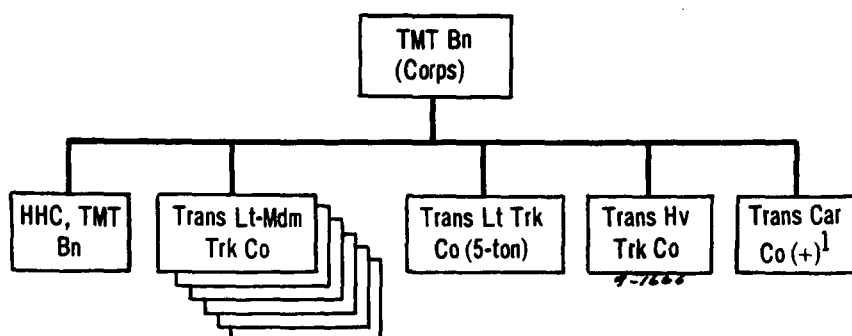 TMT Bn
(Corps)
HHC, TMT
Bn
Trans Lt-Mdm
Trk Co
Trans Lt Trk
Co (5-ton)
Trans Hv
Trk Co
Trans Car
Co (+)1